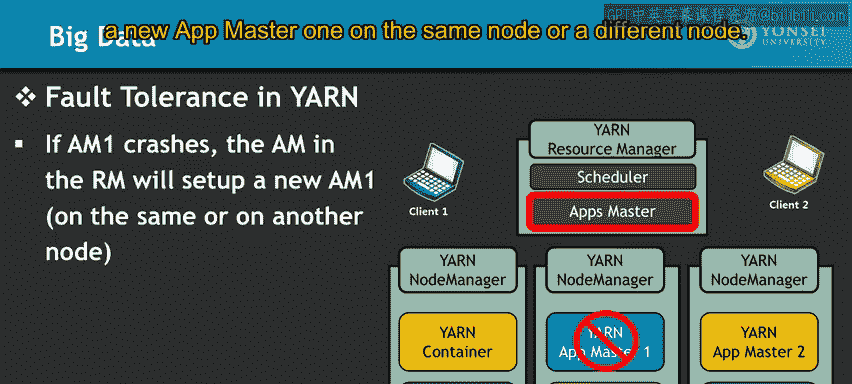 a new App Master one on the same node or a different node.
Big Data
YONSEI
UNIVERSITY
❖ Fault Tolerance in YARN
▪ If AM1 crashes, the AM in
the RM will setup a new AM1
(on the same or on another
node)
YARN
Resource Manager
Scheduler
Apps Master
Client 1
Client 2
YARN
NodeManager
YARN
NodeManager
YARN
NodeManager
YARN
Container
YARN
App Master 1
YARN
App Master 2